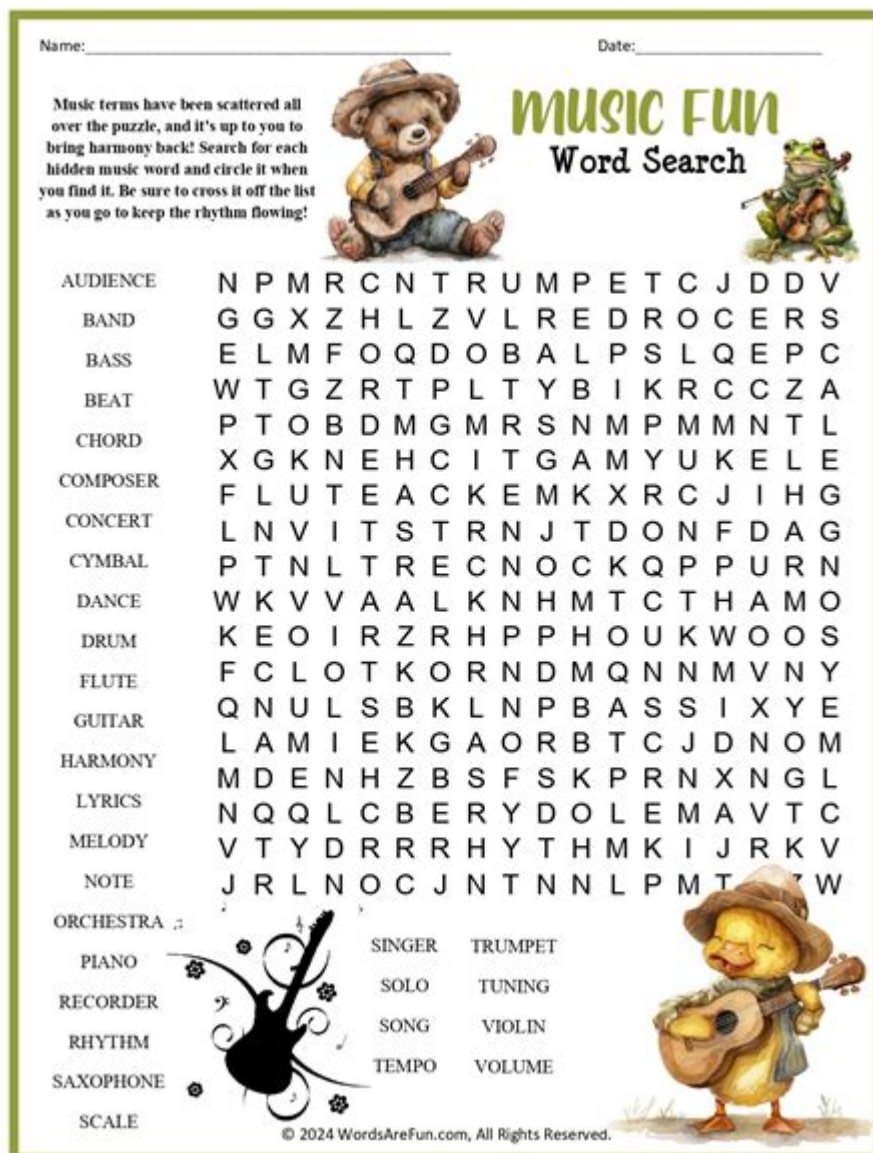 Name:
Date:
Music terms have been scattered all
over the puzzle, and it's up to you to
bring harmony back! Search for each
hidden music word and circle it when
you find it. Be sure to cross it off the list
as you go to keep the rhythm flowing!
MUSIC FUN
Word Search
AUDIENCE
BAND
BASS
BEAT
CHORD
COMPOSER
CONCERT
CYMBAL
DANCE
DRUM
FLUTE
GUITAR
HARMONY
LYRICS
MELODY
NOTE
ORCHESTRA
PIANO
RECORDER
RHYTHM
SAXOPHONE
SCALE
N P M R C N T R U M P E T C J D D V
G G X Z H L Z V L R E D R O C E R S
E L M F O Q D O B A L P S L Q E P C
W T G Z R T P L T Y B I K R C C Z A
P T O B D M G M R S N M P M M N T L
X G K N E H C I T G A M Y U K E L E
F L U T E A C K E M K X R C J I H G
L N V I T S T R N J T D O N F D A G
P T N L T R E C N O C K Q P P U R N
W K V V A A L K N H M T C T H A M O
K E O I R Z R H P P H O U K W O O S
F C L O T K O R N D M Q N N M V N Y
Q N U L S B K L N P B A S S I X Y E
L A M I E K G A O R B T C J D N O M
M D E N H Z B S F S K P R N X N G L
N Q Q L C B E R Y D O L E M A V T C
V T Y D R R R H Y T H M K I J R K V
J R L N O C J N T N N L P M T Z W
SINGER TRUMPET
SOLO TUNING
SONG VIOLIN
TEMPO VOLUME
© 2024 WordsAreFun.com, All Rights Reserved.